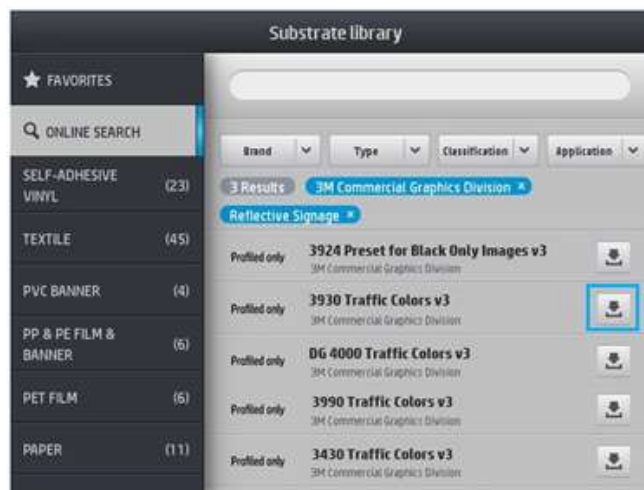 Substrate library
FAVORITES
ONLINE SEARCH
SELF-ADHESIVE
VINYL (23)
TEXTILE (45)
PVC BANNER (4)
PP & PE FILM &
BANNER (6)
PET FILM (6)
PAPER (11)
Brand Type Classification Application
3 Results 3M Commercial Graphics Division ×
Reflective Signage ×
Profiled only 3924 Preset for Black Only Images v3
3M Commercial Graphics Division
Profiled only 3930 Traffic Colors v3
3M Commercial Graphics Division
Profiled only DG 4000 Traffic Colors v3
3M Commercial Graphics Division
Profiled only 3990 Traffic Colors v3
3M Commercial Graphics Division
Profiled only 3430 Traffic Colors v3
3M Commercial Graphics Division